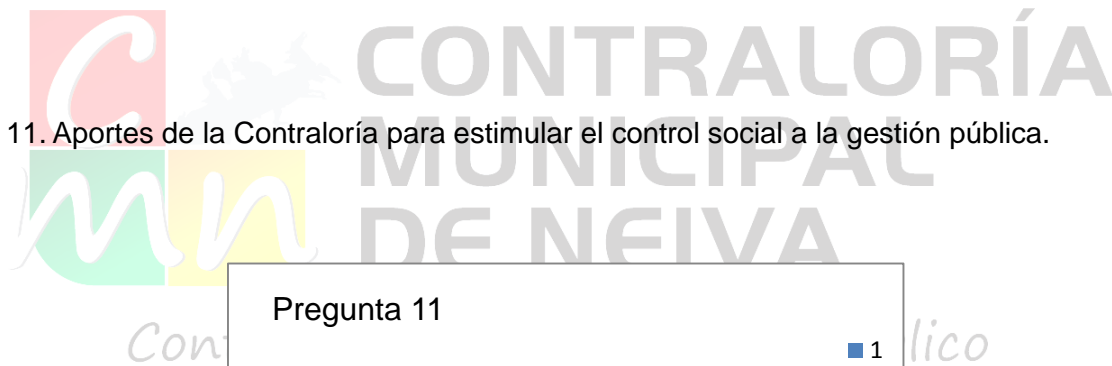 CONTRALORÍA
11. Aportes de la Contraloría para estimular el control social a la gestión pública.
MUNICIPAL
DE NEIVA
Pregunta 11
1